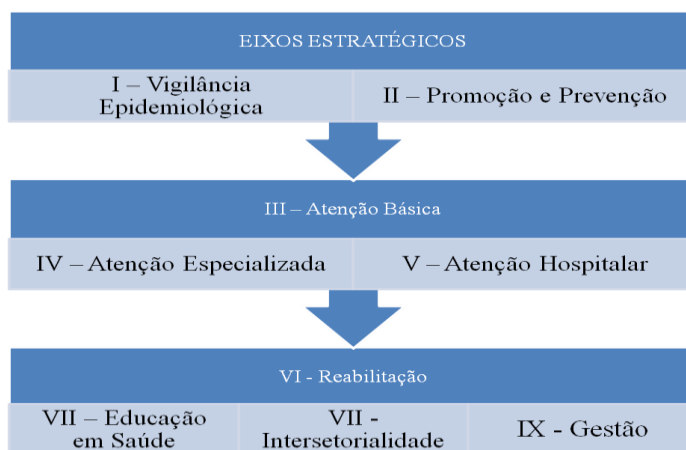 EIXOS ESTRATÉGICOS
I – Vigilância
Epidemiológica
II – Promoção e Prevenção
III – Atenção Básica
IV – Atenção Especializada
V – Atenção Hospitalar
VI - Reabilitação
VII – Educação
em Saúde
VII -
Intersetorialidade
IX - Gestão